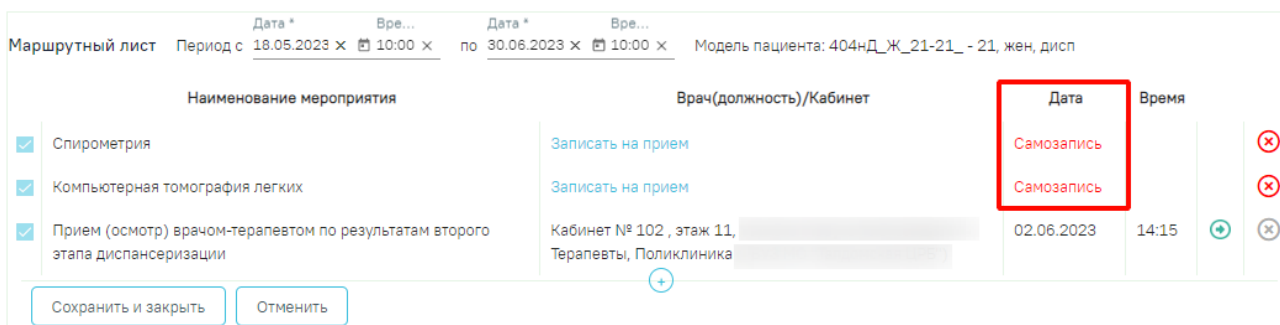 Дата * Вре... Дата * Вре...
Маршрутный лист Период с 18.05.2023 10:00 по 30.06.2023 10:00 Модель пациента: 404нД_Ж_21-21_ - 21, жен, дисп
Наименование мероприятия Врач(должность)/Кабинет Дата Время
Спирометрия Записать на прием Самозапись
Компьютерная томография легких Записать на прием Самозапись
Прием (осмотр) врачом-терапевтом по результатам второго Кабинет № 102 , этаж 11, 02.06.2023 14:15
этапа диспансеризации Терапевты, Поликлиника
Сохранить и закрыть Отменить